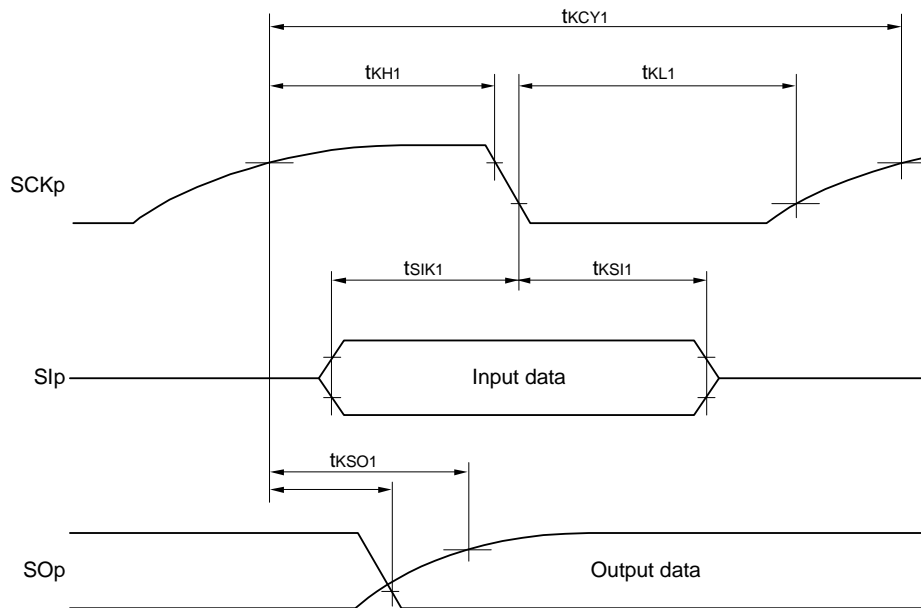 tKCY1
tKH1
tKL1
SCKp
tSIK1
tKSI1
SIp
Input data
tKSO1
SOp
Output data